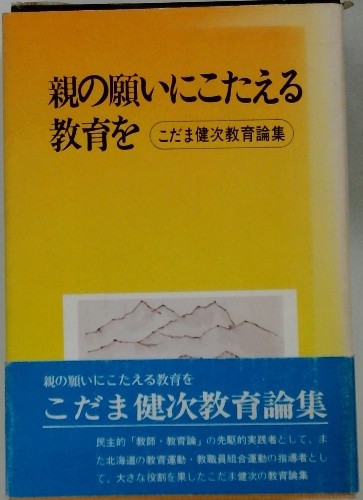 親の願いにこたえる
教育を
こだま健次教育論集
親の願いにこたえる教育を
こだま健次教育論集
民主的「教師・教育論」の先駆的実践者として、ま
た北海道の教育運動・教職員組合運動の指導者とし
て、大きな役割を果したこだま健次の教育論集